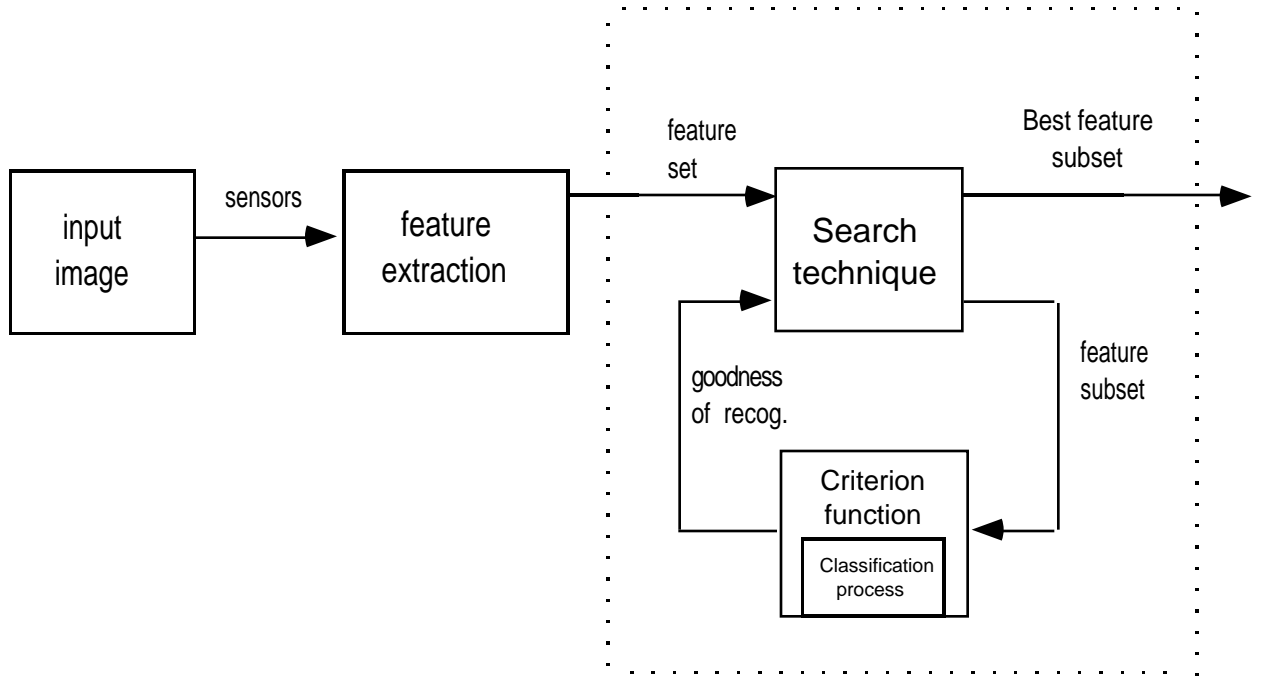 input
image
sensors
feature
extraction
feature
set
Search
technique
Best feature
subset
feature
subset
goodness
of recog.
Criterion
function
Classification
process